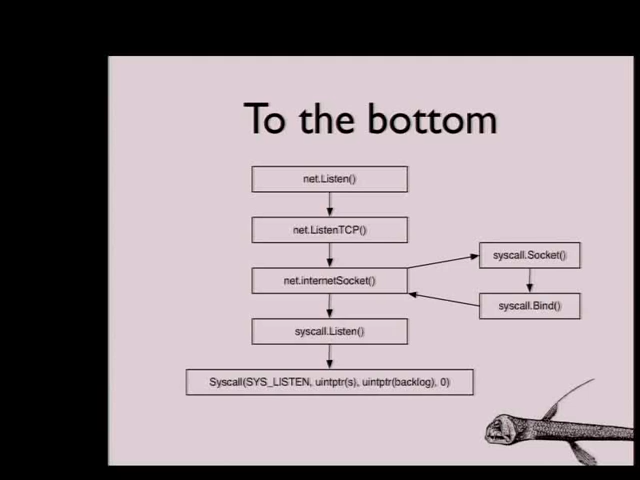 To the bottom
net.Listen()
net.ListenTCP()
net.internetSocket()
syscall.Socket()
syscall.Bind()
syscall.Listen()
Syscall(SYS_LISTEN, uintptr(s), uintptr(backlog), 0)